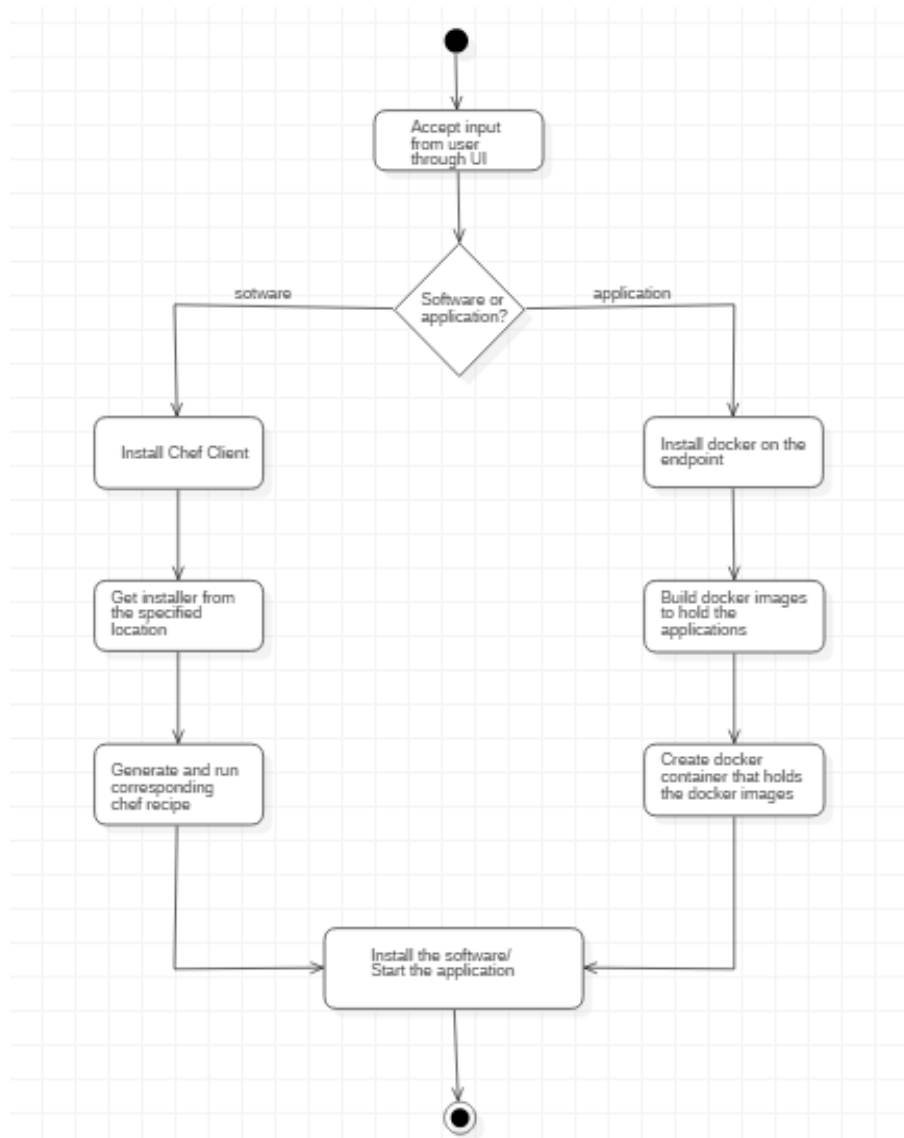 Accept input
from user
through UI
sotware
Software or
application?
application
Install Chef Client
Install docker on the
endpoint
Get installer from
the specified
location
Build docker images
to hold the
applications
Generate and run
corresponding
chef recipe
Create docker
container that holds
the docker images
Install the software/
Start the application